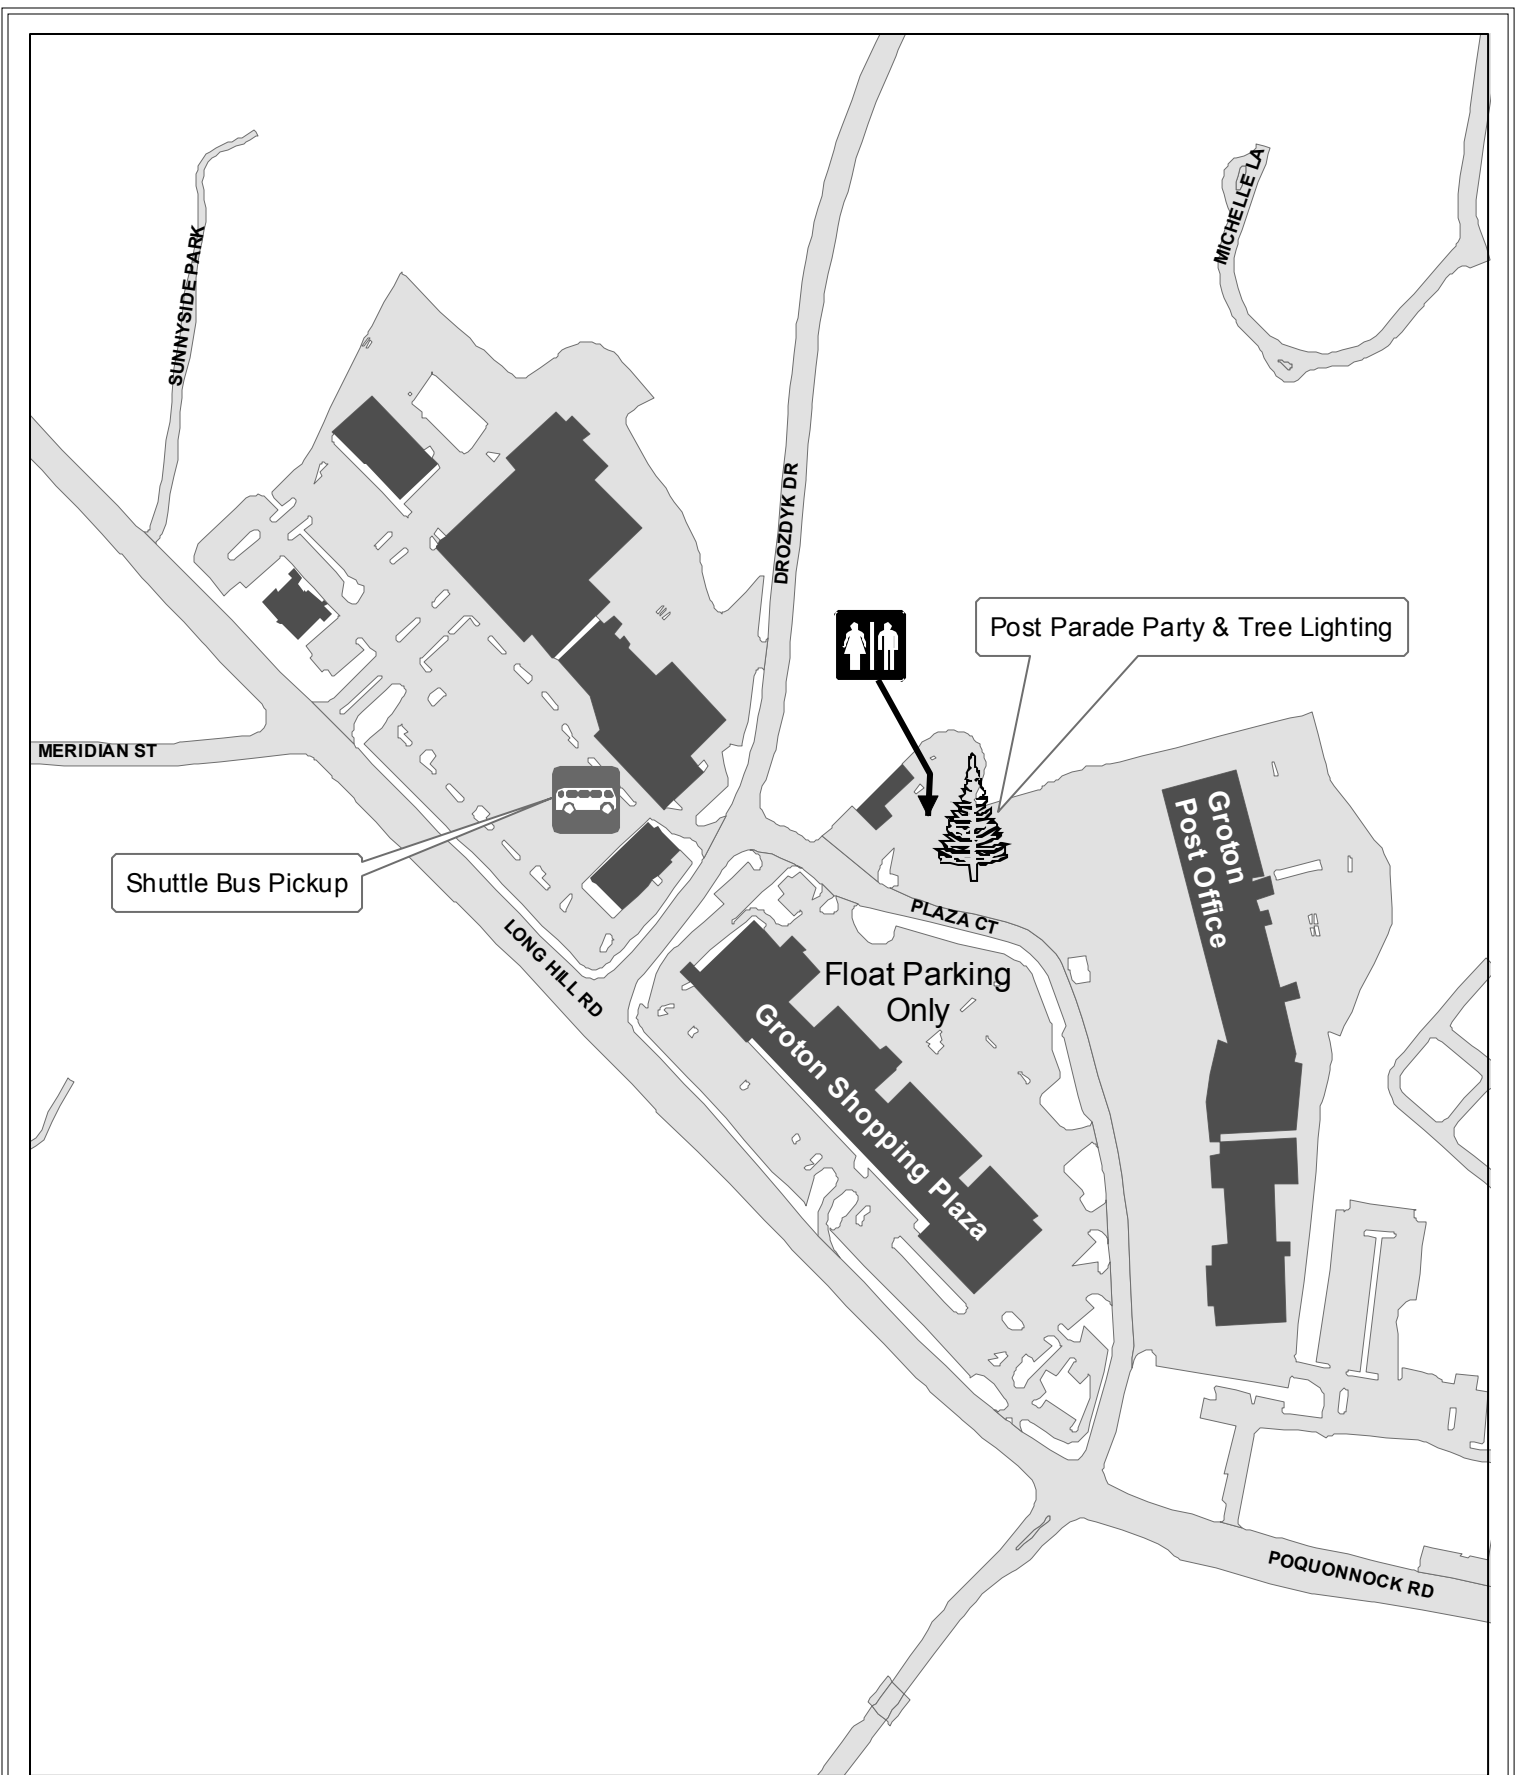 MICHELLE LA
SUNNYSIDE PARK
DROZDYK DR
Post Parade Party & Tree Lighting
MERIDIAN ST
Groton
Post Office
Shuttle Bus Pickup
PLAZA CT
LONG HILL RD
Float Parking
Only
Groton Shopping Plaza
POQUONNOCK RD